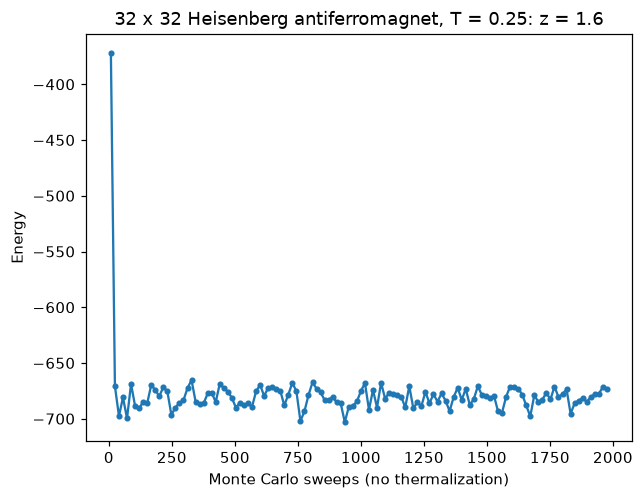 32 x 32 Heisenberg antiferromagnet, T = 0.25: z = 1.6
−400
−450
−500
−550
−600
−650
−700
Energy
0 250 500 750 1000 1250 1500 1750 2000
Monte Carlo sweeps (no thermalization)